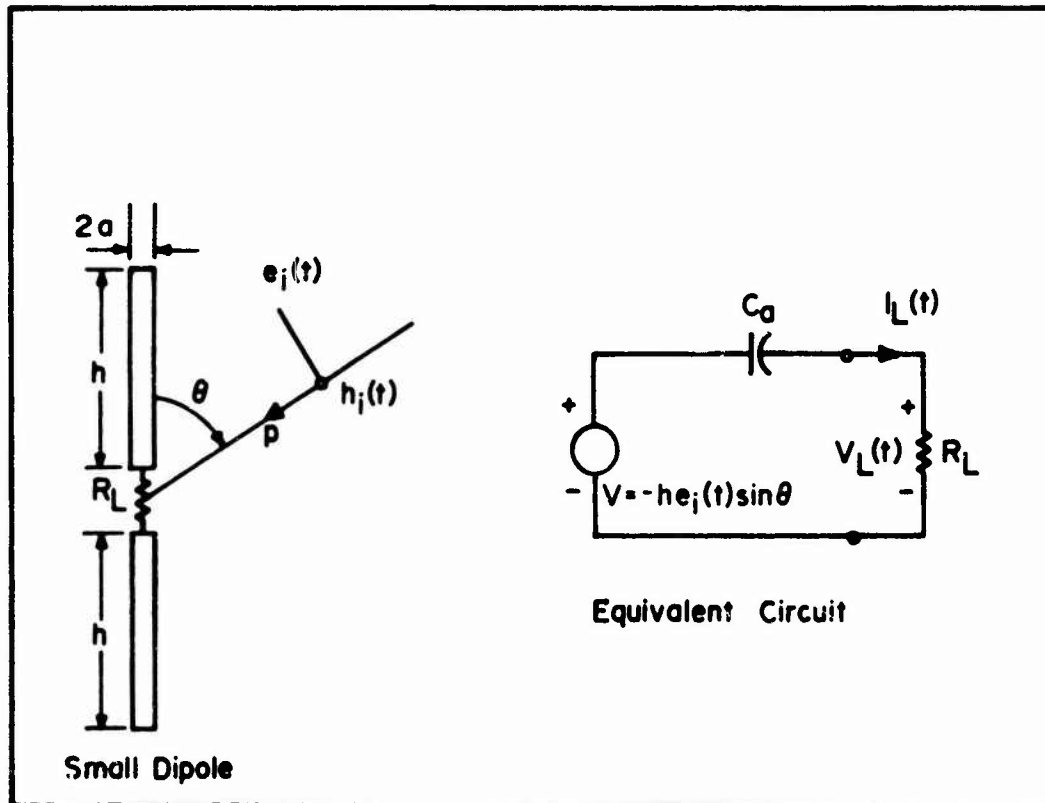 2a
h
θ
R_L
h
e_i(t)
h_i(t)
p
Small Dipole
C_a
I_L(t)
+
-
V=-he_i(t)sinθ
+
V_L(t)
-
R_L
Equivalent Circuit